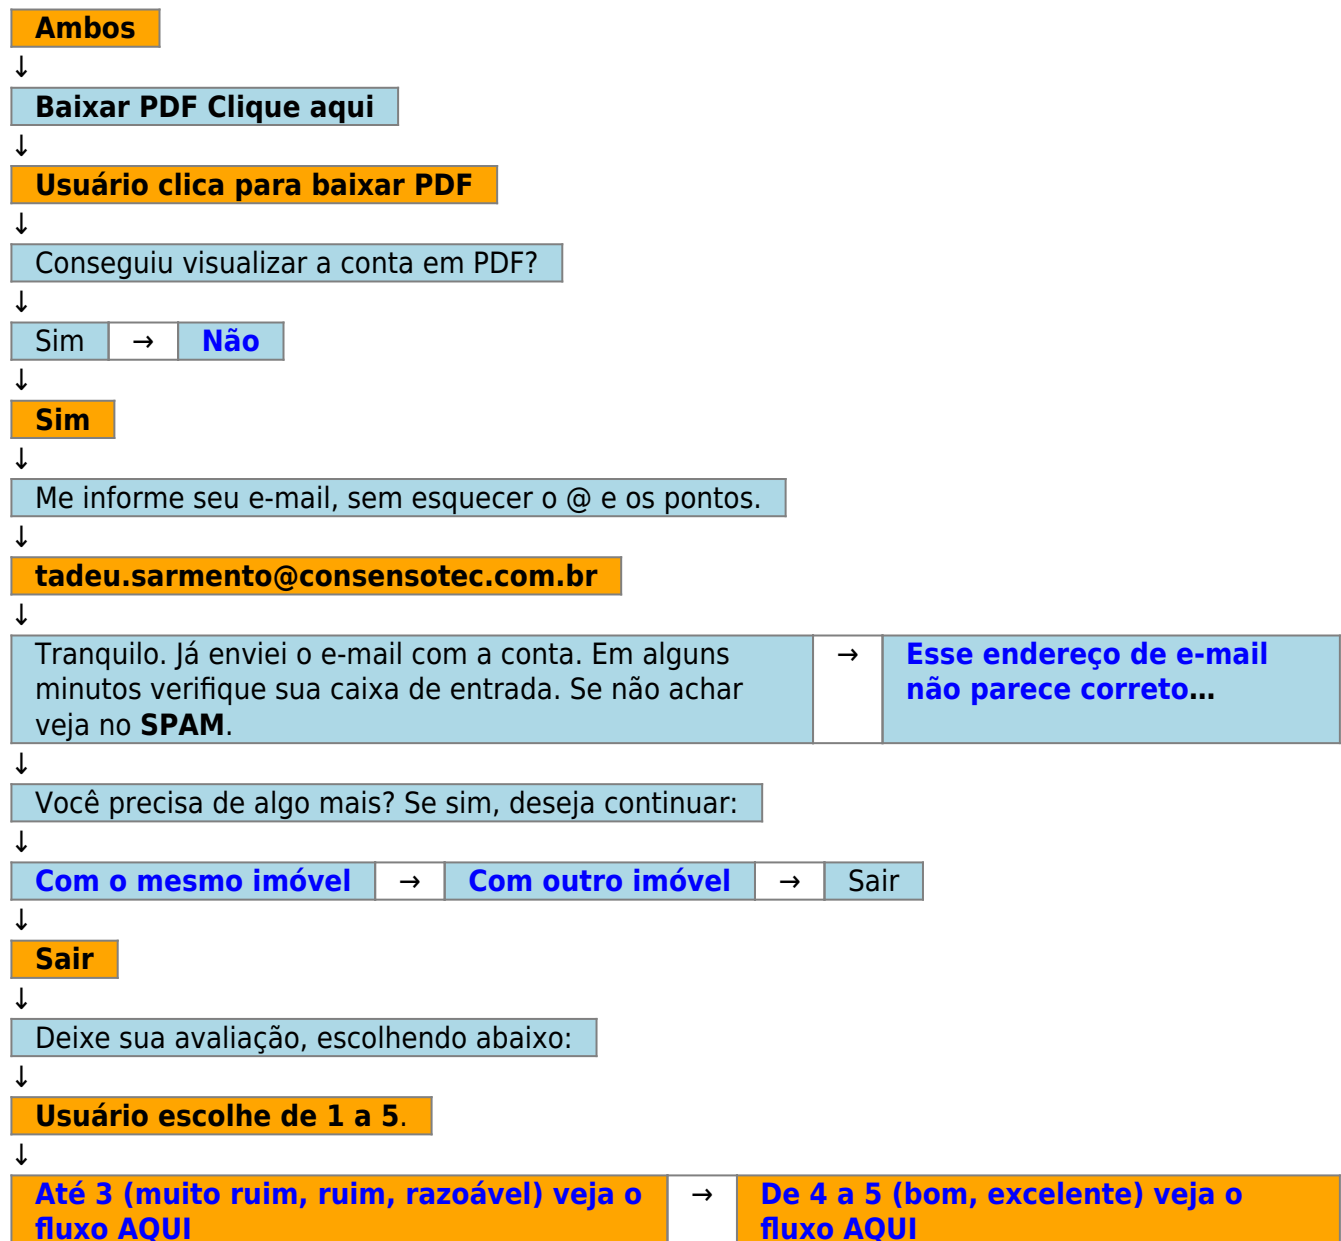 Ambos
↓
Baixar PDF Clique aqui
↓
Usuário clica para baixar PDF
↓
Conseguiu visualizar a conta em PDF?
↓
Sim → Não
↓
Sim
↓
Me informe seu e-mail, sem esquecer o @ e os pontos.
↓
tadeu.sarmento@consensotec.com.br
↓
Tranquilo. Já enviei o e-mail com a conta. Em alguns
minutos verifique sua caixa de entrada. Se não achar
veja no SPAM.
→
Esse endereço de e-mail
não parece correto…
↓
Você precisa de algo mais? Se sim, deseja continuar:
↓
Com o mesmo imóvel → Com outro imóvel → Sair
↓
Sair
↓
Deixe sua avaliação, escolhendo abaixo:
↓
Usuário escolhe de 1 a 5.
↓
Até 3 (muito ruim, ruim, razoável) veja o
fluxo AQUI
→
De 4 a 5 (bom, excelente) veja o
fluxo AQUI